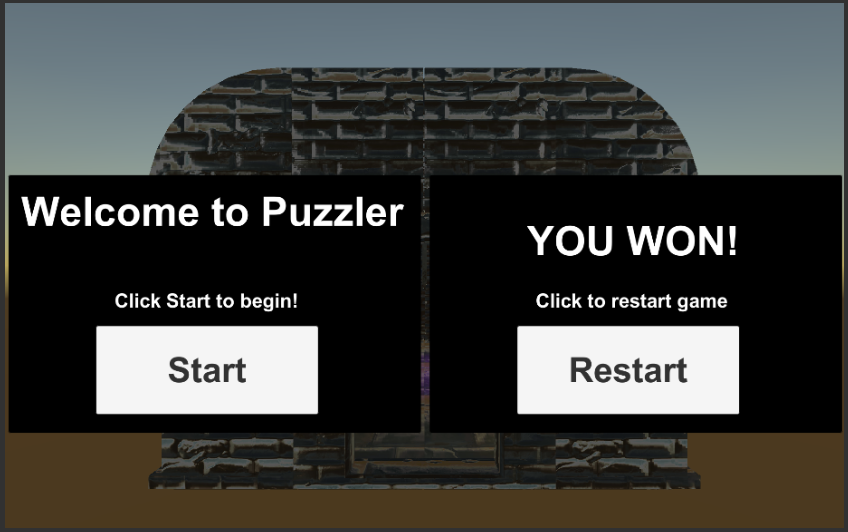 Welcome to Puzzler
Click Start to begin!
Start
YOU WON!
Click to restart game
Restart